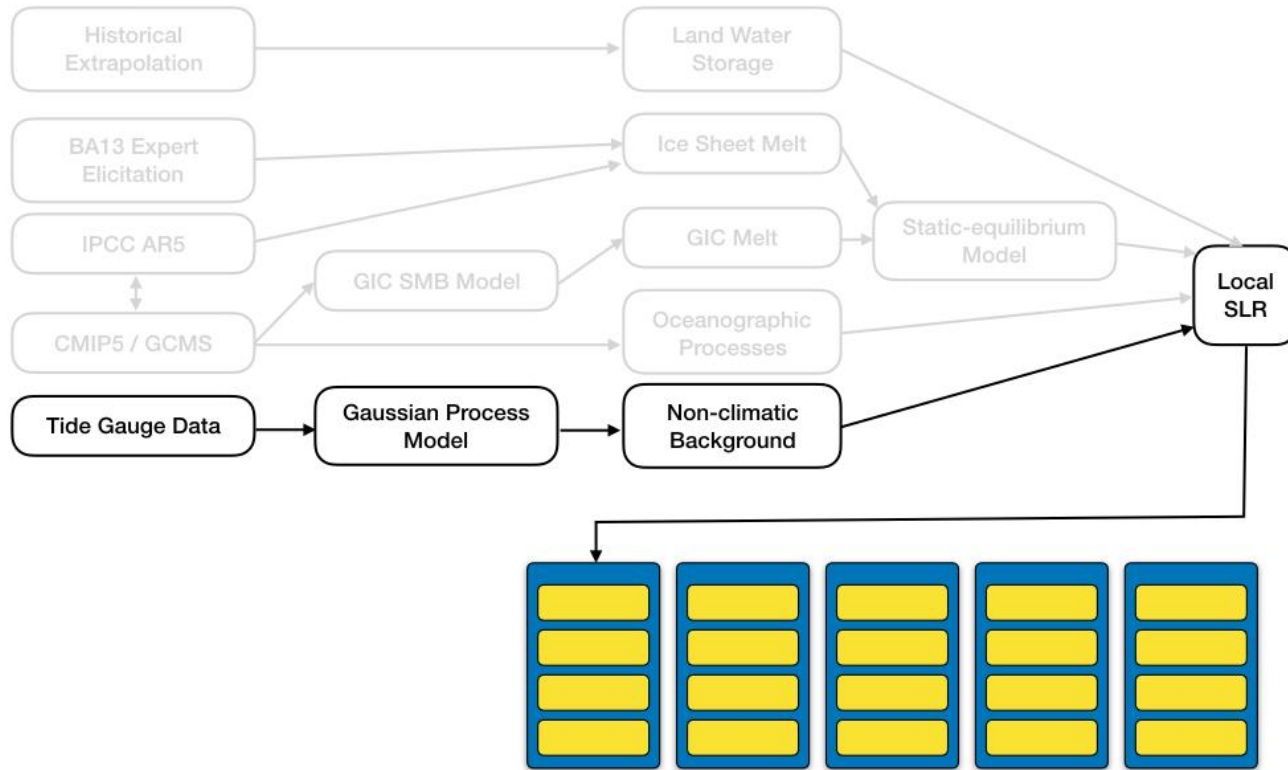 Historical
Extrapolation
Land Water
Storage
BA13 Expert
Elicitation
Ice Sheet Melt
IPCC AR5
GIC SMB Model
GIC Melt
Static-equilibrium
Model
Local
SLR
CMIP5 / GCMS
Oceanographic
Processes
Tide Gauge Data
Gaussian Process
Model
Non-climatic
Background